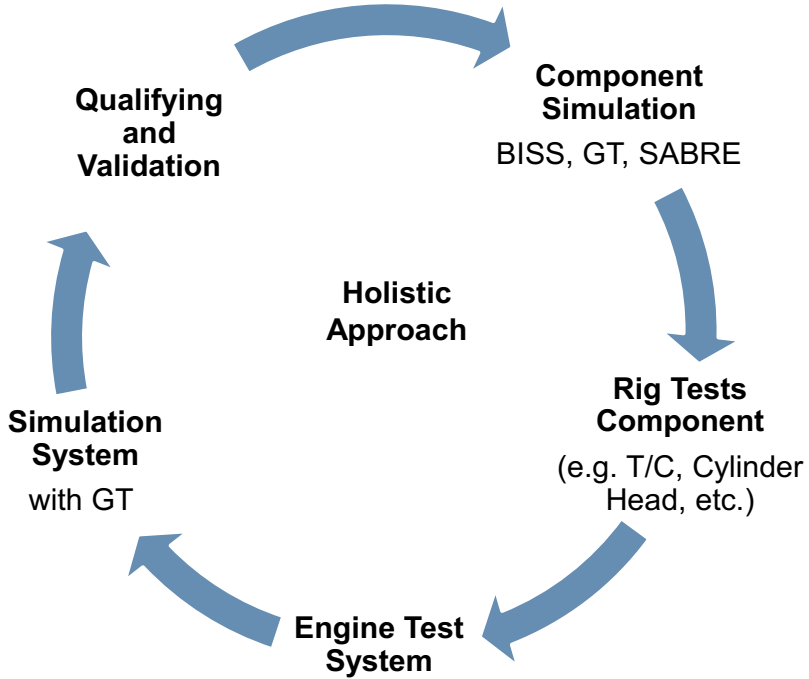 Component
Simulation
BISS, GT, SABRE
Rig Tests
Component
(e.g. T/C, Cylinder
Head, etc.)
Engine Test
System
Simulation
System
with GT
Qualifying
and
Validation
Holistic
Approach